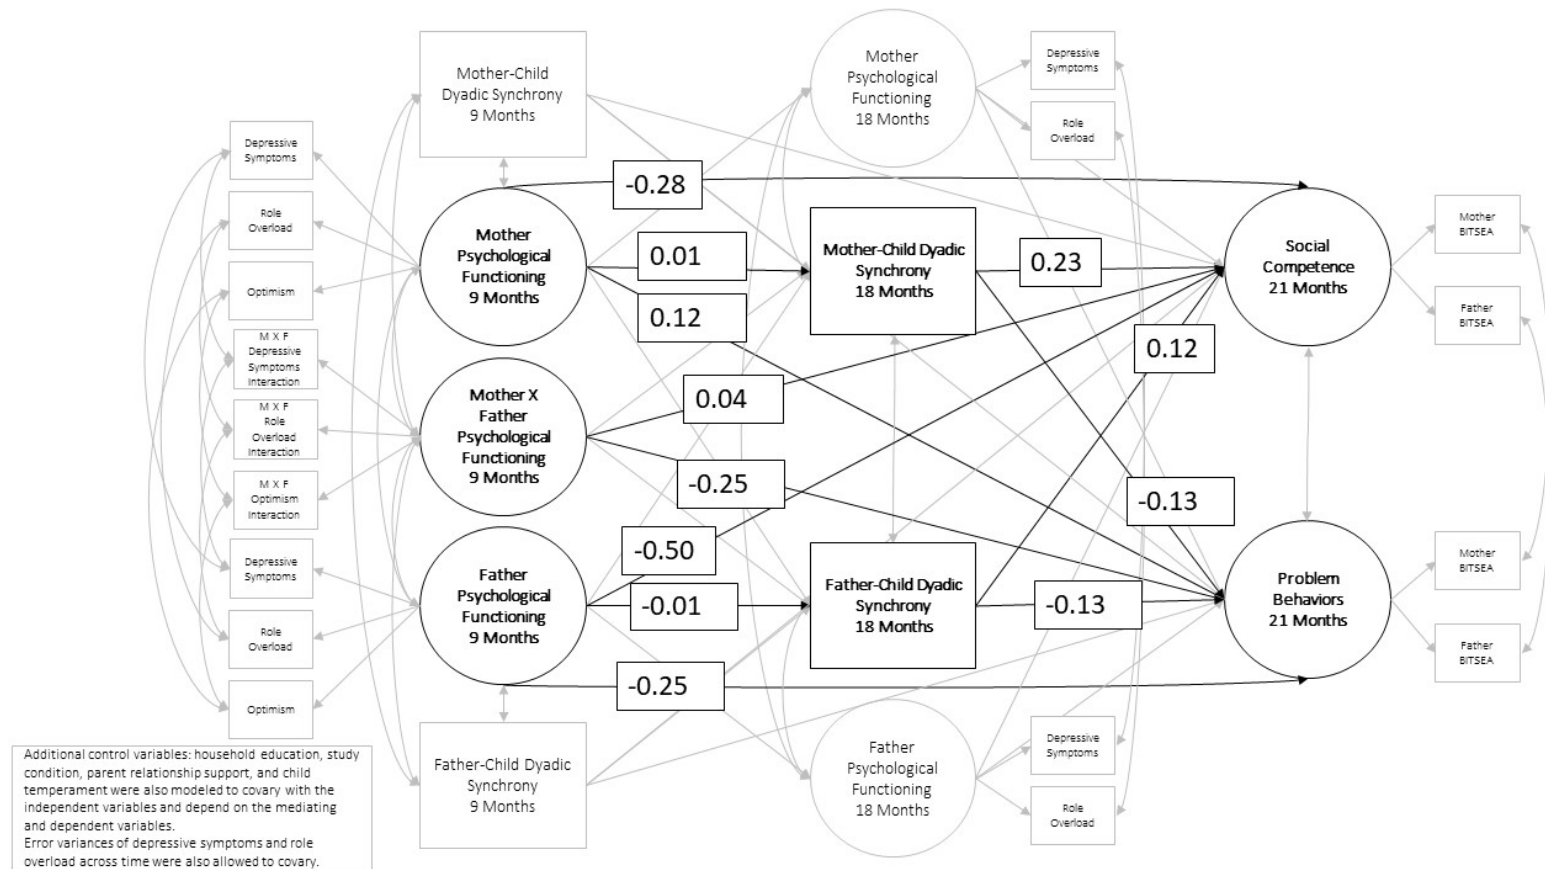 Mother-Child
Dyadic Synchrony
9 Months
Mother
Psychological
Functioning
18 Months
Depressive
Symptoms
Role
Overload
Depressive
Symptoms
Role
Overload
Optimism
M X F
Depressive
Symptoms
Interaction
M X F
Role
Overload
Interaction
M X F
Optimism
Interaction
Depressive
Symptoms
Role
Overload
Optimism
Mother
Psychological
Functioning
9 Months
Mother X
Father
Psychological
Functioning
9 Months
Father
Psychological
Functioning
9 Months
-0.28
0.01
0.12
0.04
-0.25
-0.50
-0.01
-0.25
Mother-Child Dyadic
Synchrony
18 Months
Father-Child Dyadic
Synchrony
18 Months
0.23
0.12
-0.13
-0.13
Social
Competence
21 Months
Problem
Behaviors
21 Months
Mother
BITSEA
Father
BITSEA
Mother
BITSEA
Father
BITSEA
Father-Child Dyadic
Synchrony
9 Months
Father
Psychological
Functioning
18 Months
Depressive
Symptoms
Role
Overload
Additional control variables: household education, study
condition, parent relationship support, and child
temperament were also modeled to covary with the
independent variables and depend on the mediating
and dependent variables.
Error variances of depressive symptoms and role
overload across time were also allowed to covary.